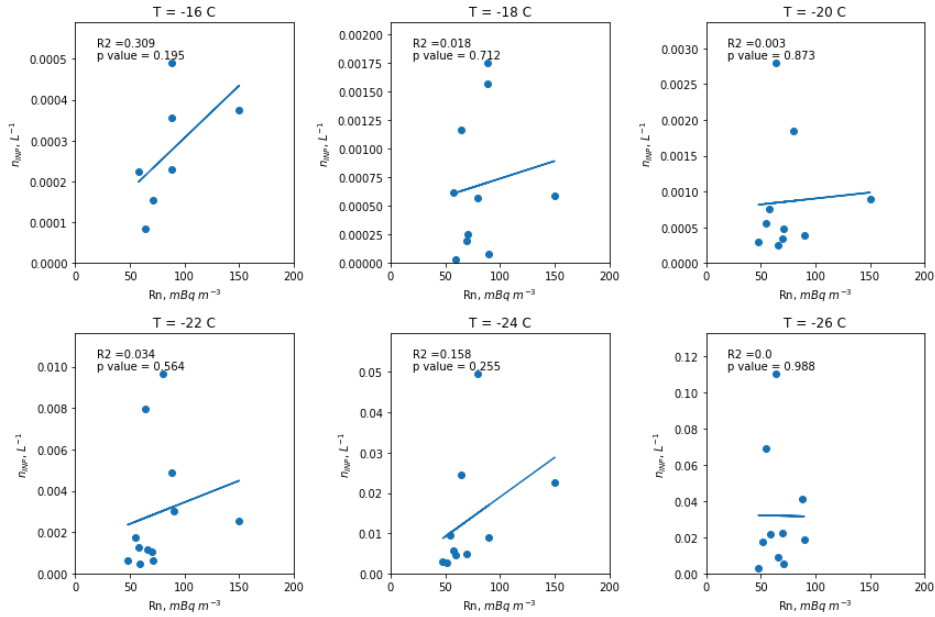 T = -16 C
R2 =0.309
p value = 0.195
0.0005
0.0004
0.0003
0.0002
0.0001
0.0000
n_INP, L^-1
0 50 100 150 200
Rn, mBq m^-3
T = -18 C
R2 =0.018
p value = 0.712
0.00200
0.00175
0.00150
0.00125
0.00100
0.00075
0.00050
0.00025
0.00000
n_INP, L^-1
0 50 100 150 200
Rn, mBq m^-3
T = -20 C
R2 =0.003
p value = 0.873
0.0030
0.0025
0.0020
0.0015
0.0010
0.0005
0.0000
n_INP, L^-1
0 50 100 150 200
Rn, mBq m^-3
T = -22 C
R2 =0.034
p value = 0.564
0.010
0.008
0.006
0.004
0.002
0.000
n_INP, L^-1
0 50 100 150 200
Rn, mBq m^-3
T = -24 C
R2 =0.158
p value = 0.255
0.05
0.04
0.03
0.02
0.01
0.00
n_INP, L^-1
0 50 100 150 200
Rn, mBq m^-3
T = -26 C
R2 =0.0
p value = 0.988
0.12
0.10
0.08
0.06
0.04
0.02
0.00
n_INP, L^-1
0 50 100 150 200
Rn, mBq m^-3